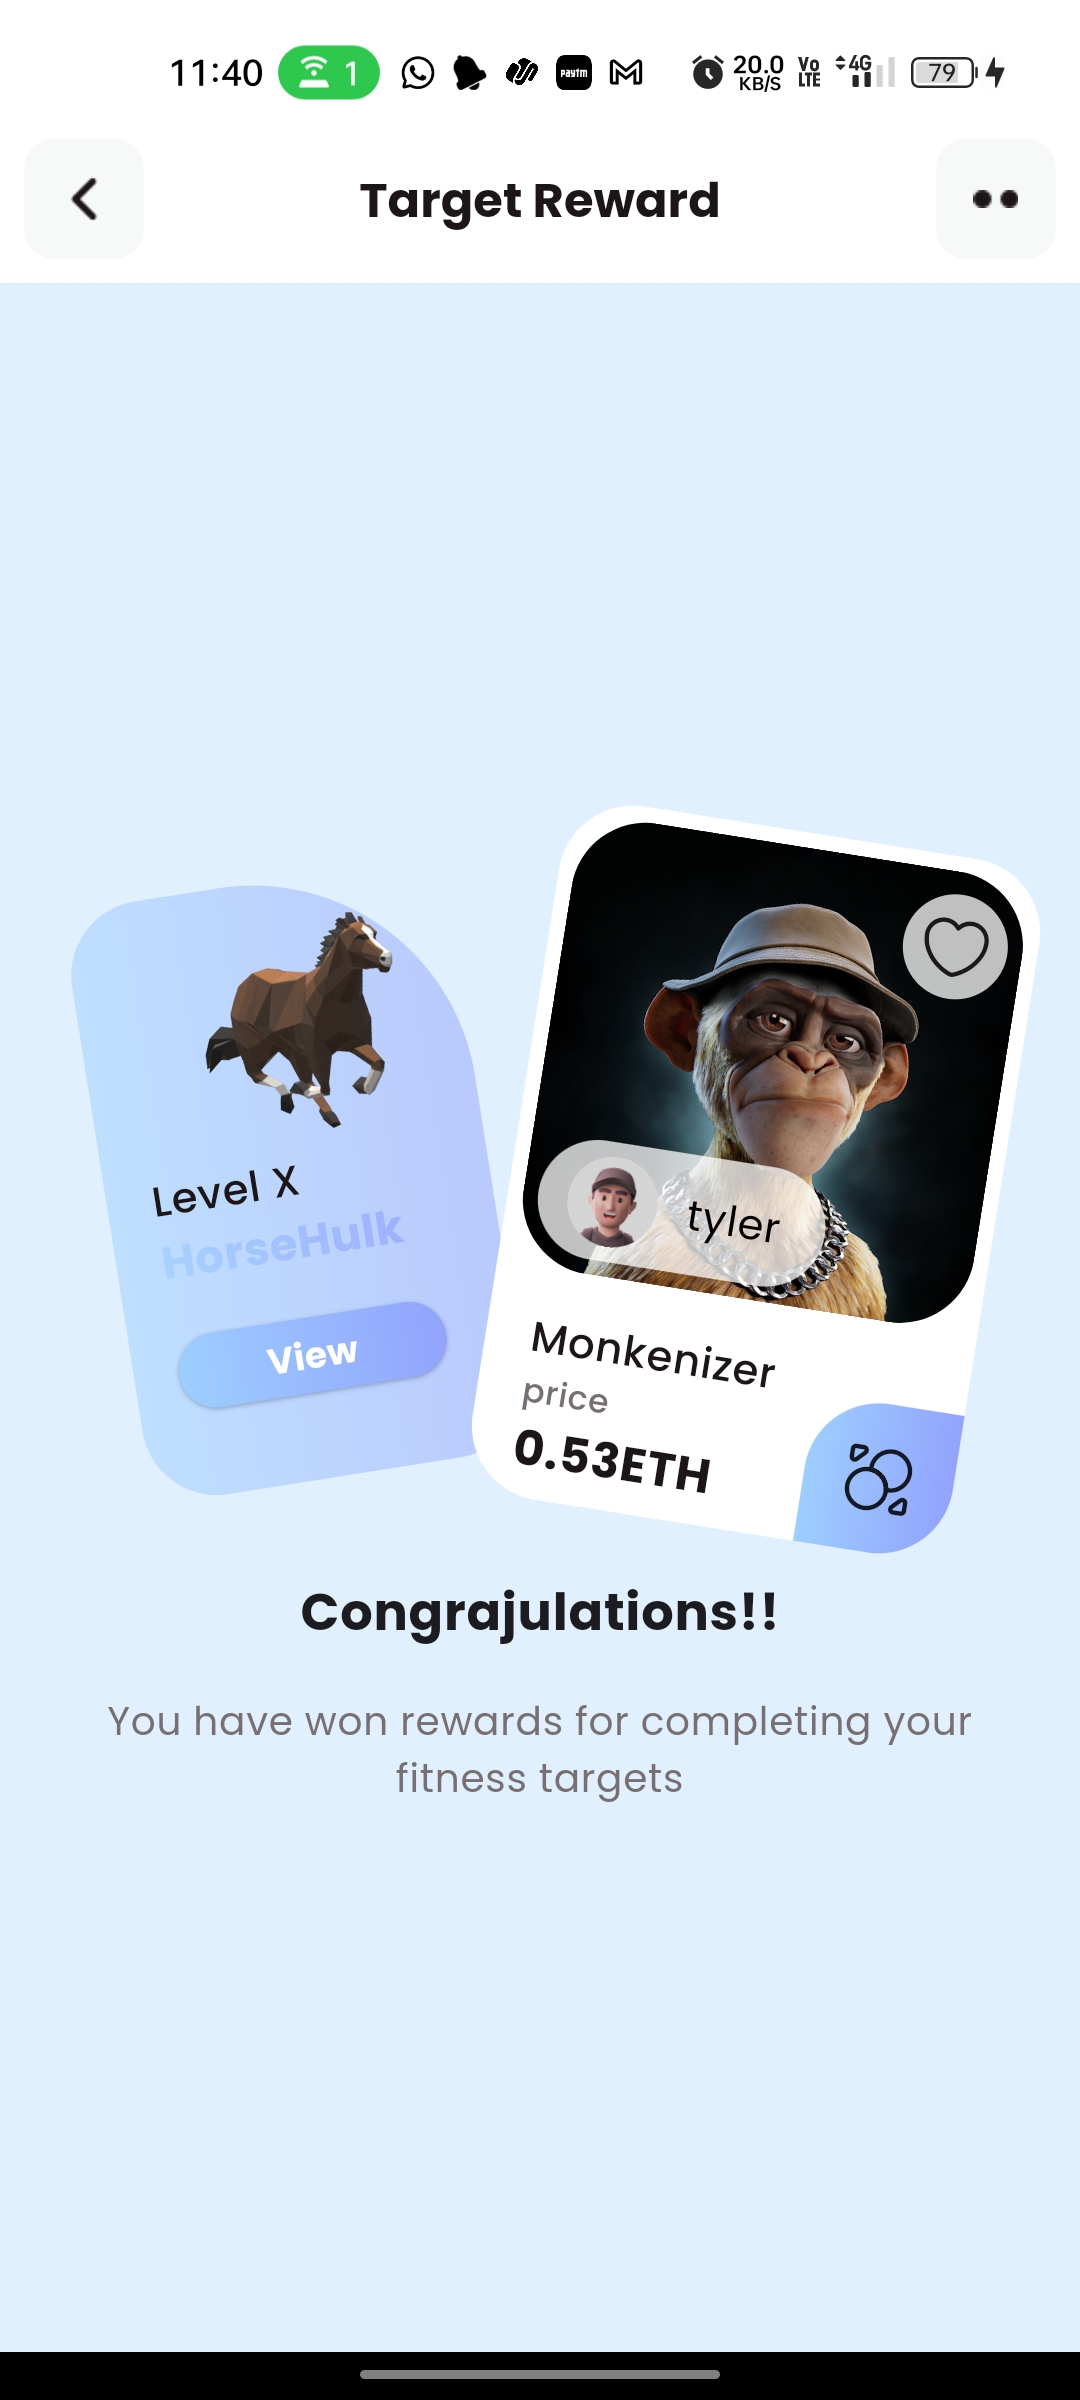 11:40 1 paytm 20.0 KB/S Vo LTE 4G 79
Target Reward
Level X
HorseHulk
View
tyler
Monkenizer
price
0.53ETH
Congrajulations!!
You have won rewards for completing your
fitness targets